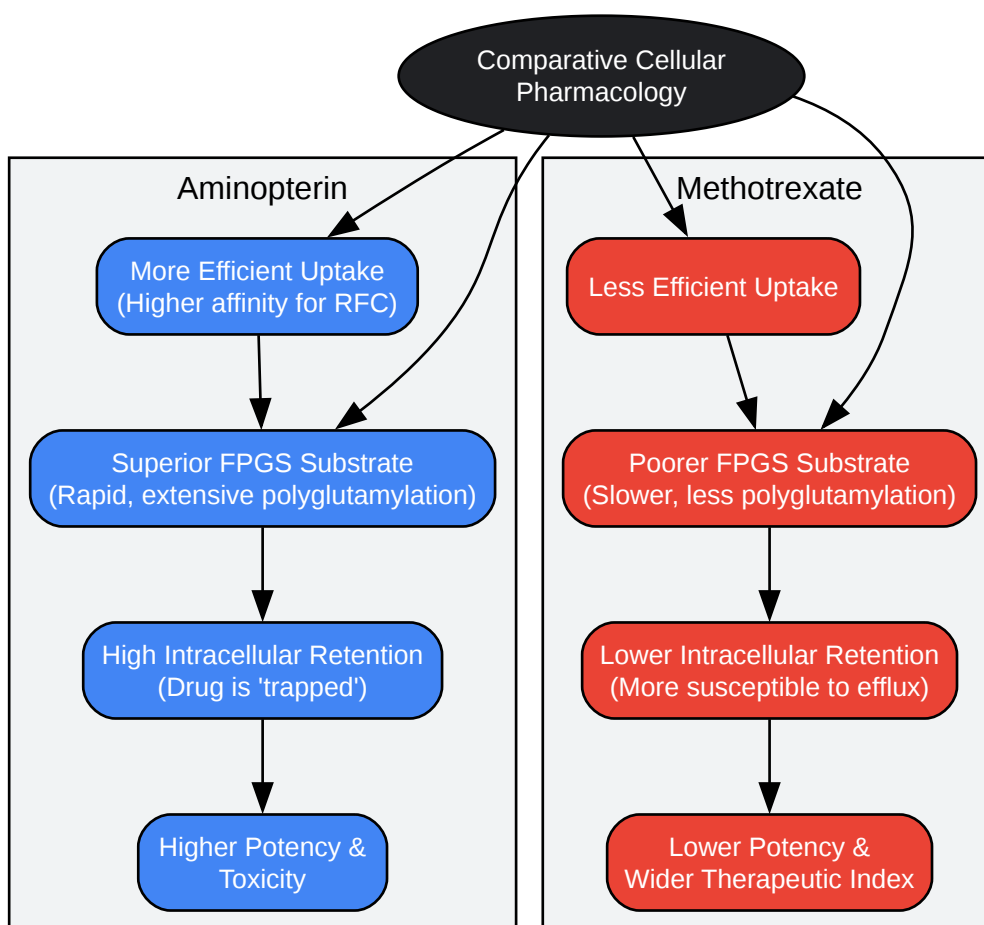 Comparative Cellular
Pharmacology
Aminopterin
More Efficient Uptake
(Higher affinity for RFC)
Superior FPGS Substrate
(Rapid, extensive polyglutamylation)
High Intracellular Retention
(Drug is 'trapped')
Higher Potency &
Toxicity
Methotrexate
Less Efficient Uptake
Poorer FPGS Substrate
(Slower, less polyglutamylation)
Lower Intracellular Retention
(More susceptible to efflux)
Lower Potency &
Wider Therapeutic Index